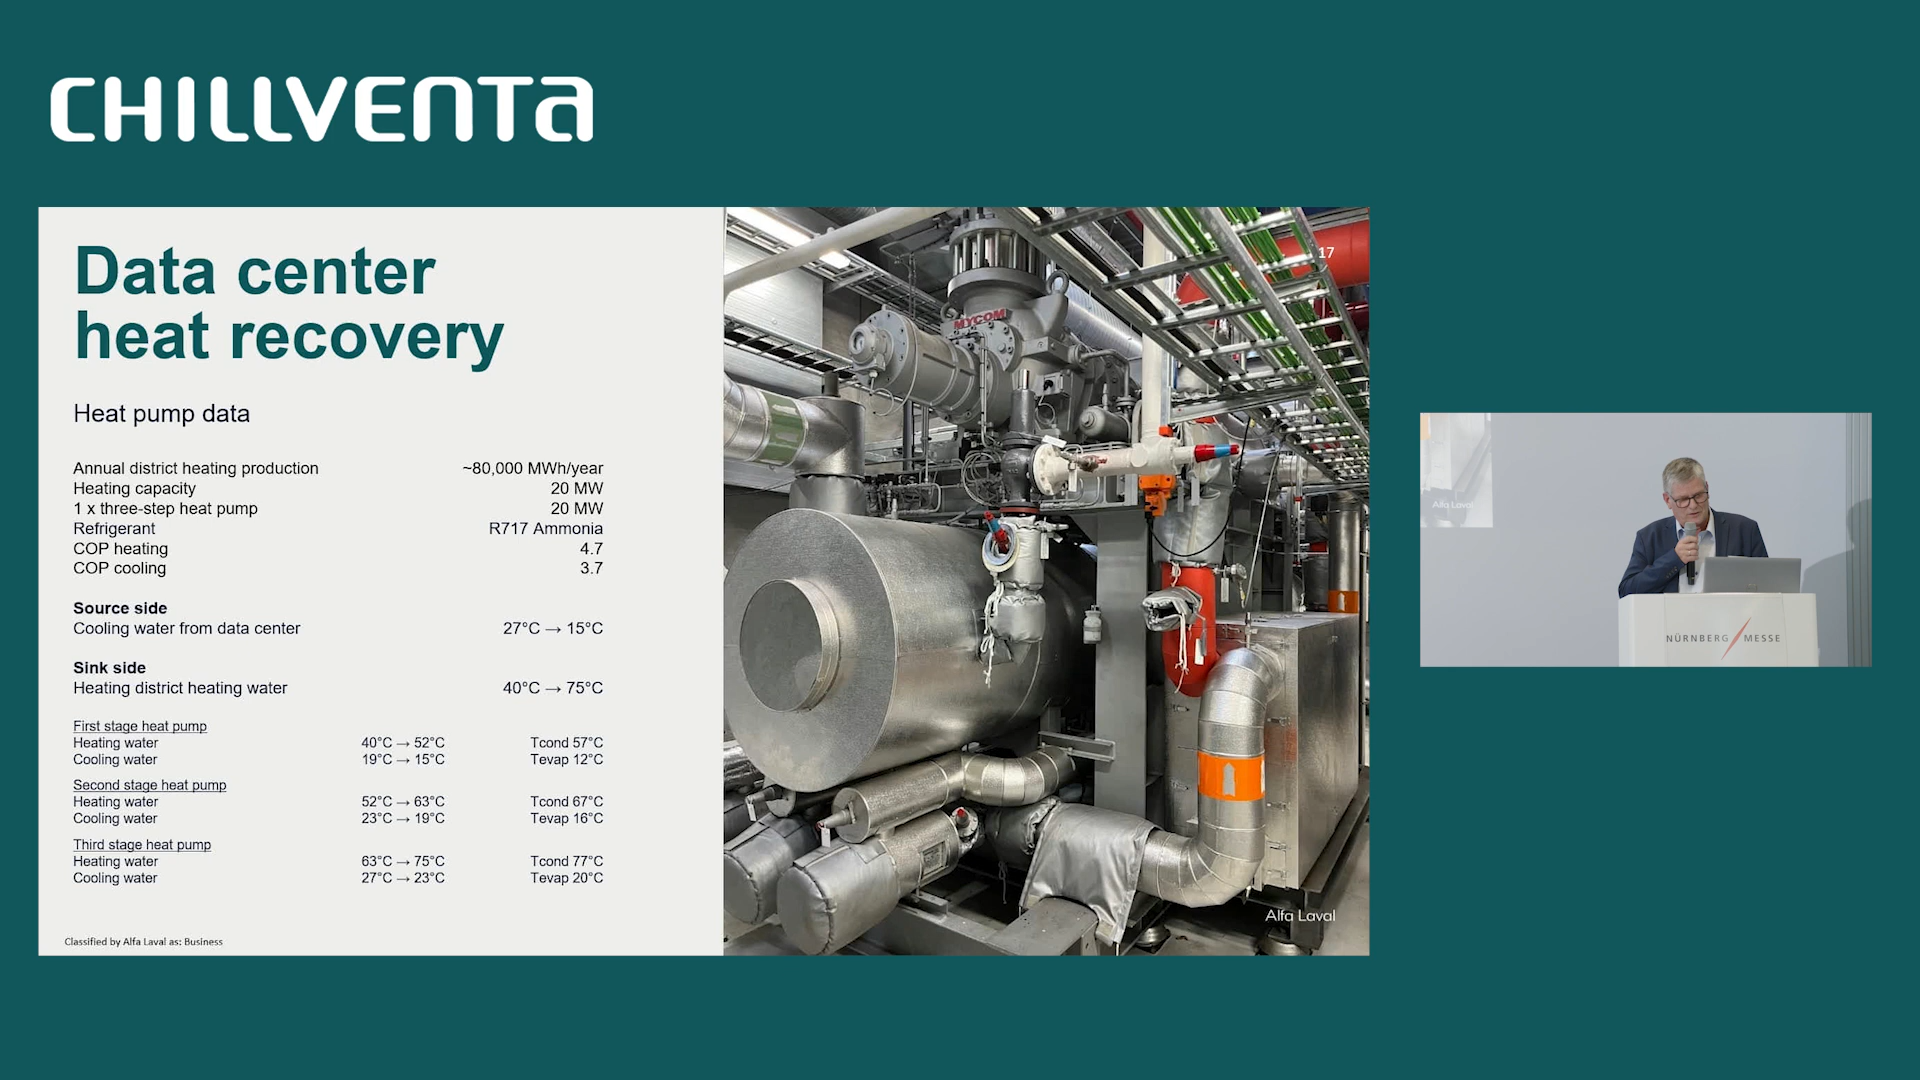 CHILLVENTA
Data center
heat recovery
Heat pump data
Annual district heating production ~80,000 MWh/year
Heating capacity 20 MW
1 x three-step heat pump 20 MW
Refrigerant R717 Ammonia
COP heating 4.7
COP cooling 3.7
Source side
Cooling water from data center 27°C → 15°C
Sink side
Heating district heating water 40°C → 75°C
First stage heat pump
Heating water 40°C → 52°C Tcond 57°C
Cooling water 19°C → 15°C Tevap 12°C
Second stage heat pump
Heating water 52°C → 63°C Tcond 67°C
Cooling water 23°C → 19°C Tevap 16°C
Third stage heat pump
Heating water 63°C → 75°C Tcond 77°C
Cooling water 27°C → 23°C Tevap 20°C
Classified by Alfa Laval as: Business
17
MYCOM
Alfa Laval
Alfa Laval
NÜRNBERG MESSE